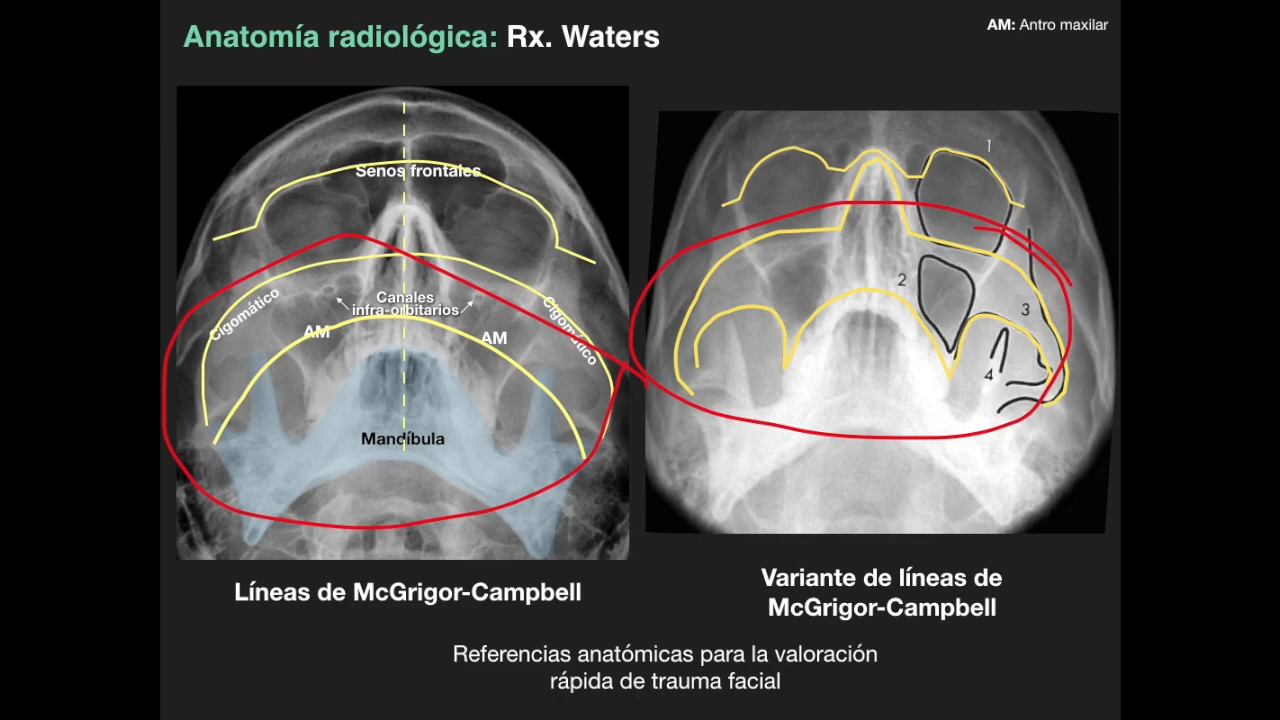 Anatomía radiológica: Rx. Waters
AM: Antro maxilar
Senos frontales
Canales
infra-orbitarios
Cigomático
Cigomático
AM
AM
Mandíbula
1
2
3
4
Líneas de McGrigor-Campbell
Variante de líneas de
McGrigor-Campbell
Referencias anatómicas para la valoración
rápida de trauma facial